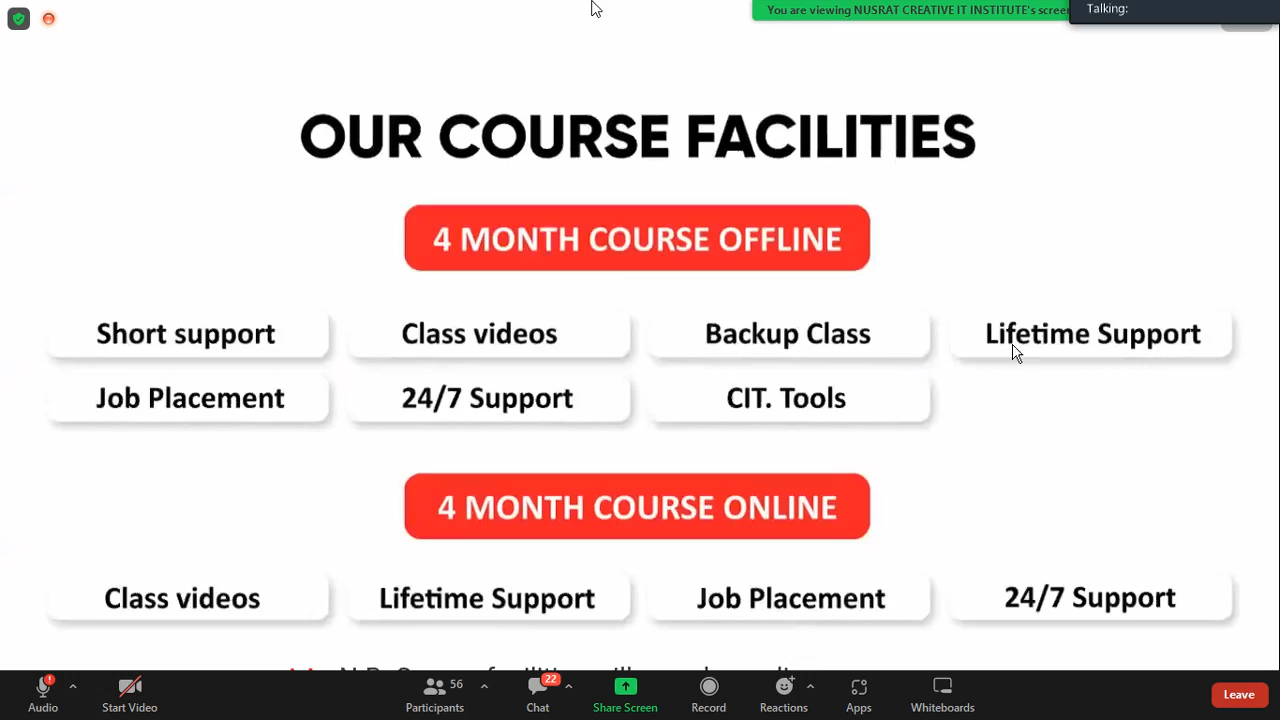 You are viewing NUSRAT CREATIVE IT INSTITUTE's
Talking:
OUR COURSE FACILITIES
4 MONTH COURSE OFFLINE
Short support Class videos Backup Class Lifetime Support
Job Placement 24/7 Support CIT. Tools
4 MONTH COURSE ONLINE
Class videos Lifetime Support Job Placement 24/7 Support
56 22
Audio Start Video Participants Chat Share Screen Record Reactions Apps Whiteboards Leave